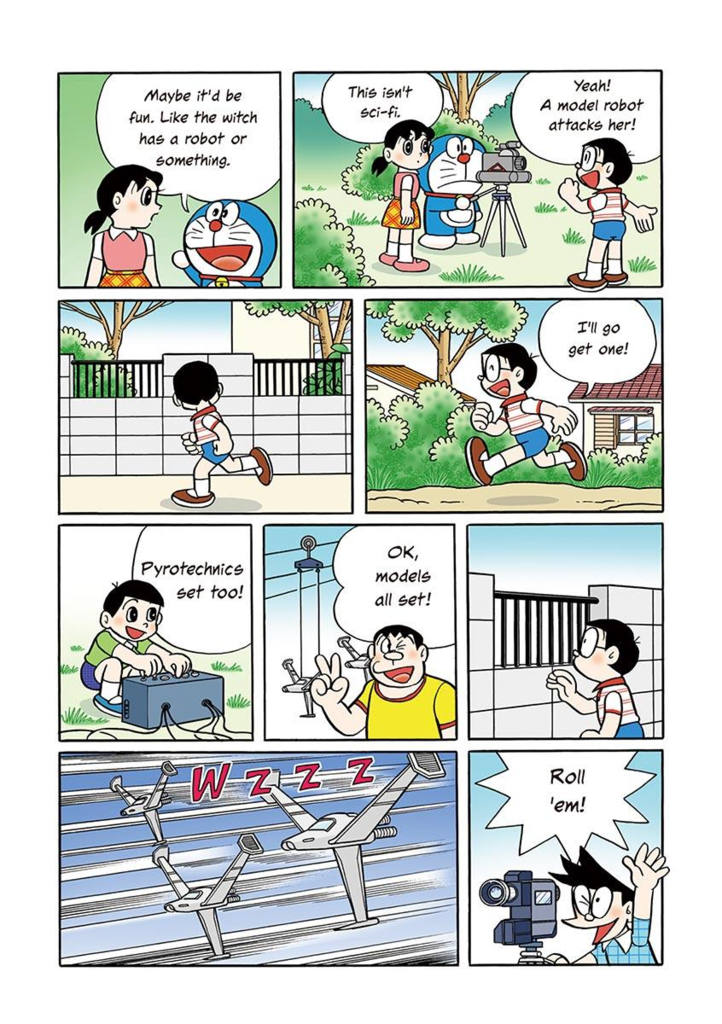 Maybe it'd be
fun. Like the witch
has a robot or
something.
This isn't
sci-fi.
Yeah!
A model robot
attacks her!
I'll go
get one!
Pyrotechnics
set too!
OK,
models
all set!
Wzzz
Roll
'em!